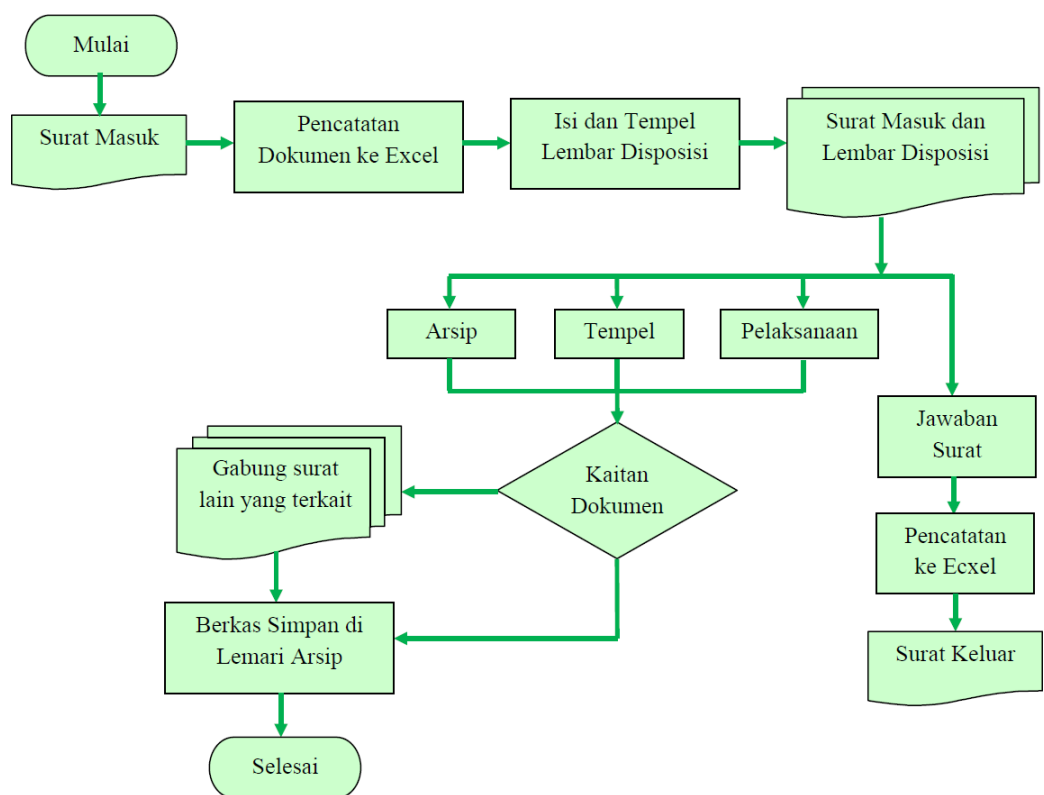 Mulai
Surat Masuk
Pencatatan
Dokumen ke Excel
Isi dan Tempel
Lembar Disposisi
Surat Masuk dan
Lembar Disposisi
Arsip
Tempel
Pelaksanaan
Jawaban
Surat
Gabung surat
lain yang terkait
Kaitan
Dokumen
Pencatatan
ke Ecxel
Berkas Simpan di
Lemari Arsip
Surat Keluar
Selesai